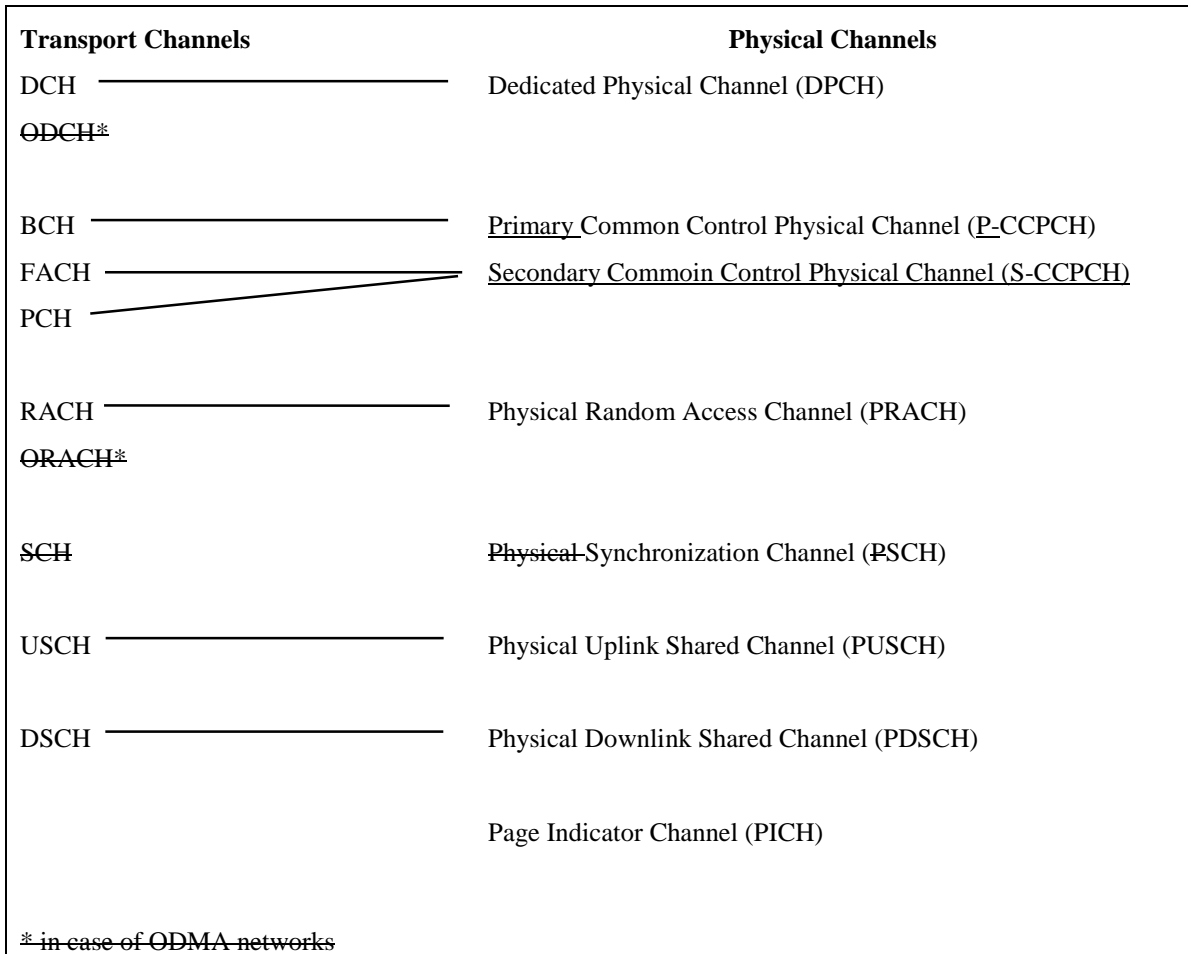 Transport Channels Physical Channels
DCH Dedicated Physical Channel (DPCH)
ODCH*
BCH Primary Common Control Physical Channel (P-CCPCH)
FACH Secondary Commoin Control Physical Channel (S-CCPCH)
PCH
RACH Physical Random Access Channel (PRACH)
ORACH*
SCH Physical Synchronization Channel (PSCH)
USCH Physical Uplink Shared Channel (PUSCH)
DSCH Physical Downlink Shared Channel (PDSCH)
Page Indicator Channel (PICH)
* in case of ODMA networks